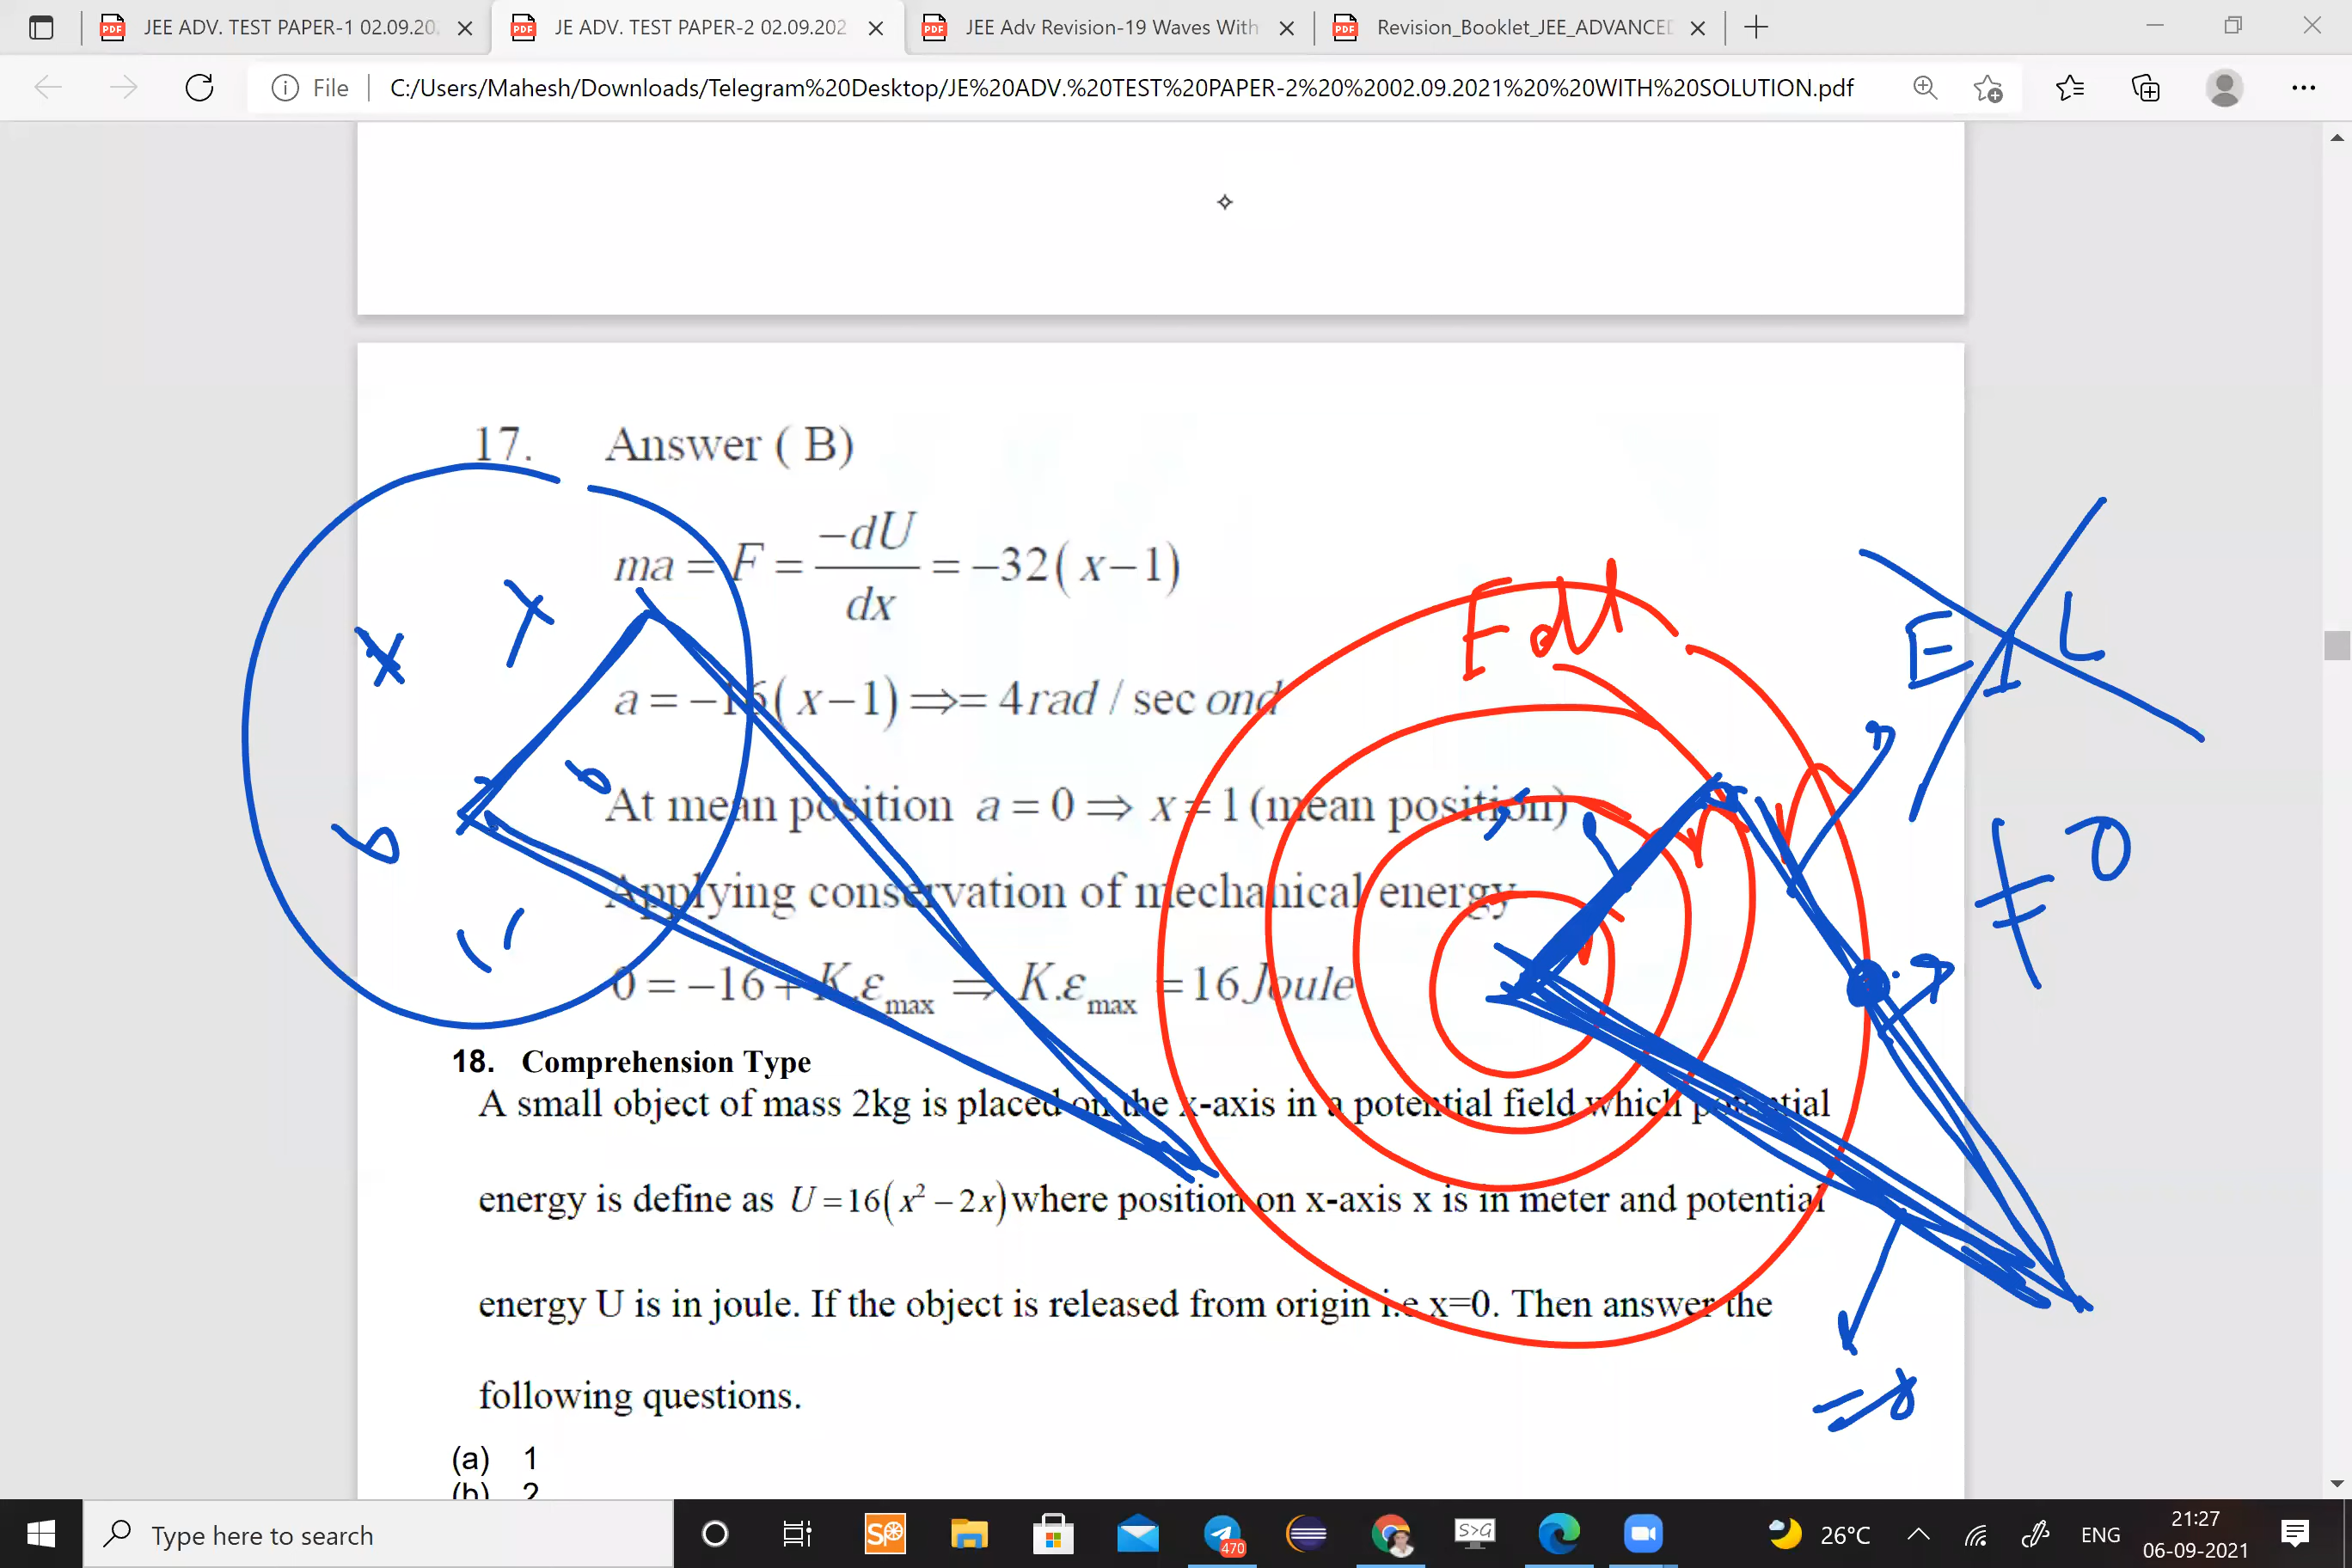 JEE ADV. TEST PAPER-1 02.09.20
JE ADV. TEST PAPER-2 02.09.202
JEE Adv Revision-19 Waves With
Revision_Booklet_JEE_ADVANCED
File
C:/Users/Mahesh/Downloads/Telegram%20Desktop/JE%20ADV.%20TEST%20PAPER-2%20%2002.09.2021%20%20WITH%20SOLUTION.pdf
17. Answer ( B)
ma = F = -dU/dx = -32(x-1)
a = -16(x-1) ⇒= 4rad / sec ond
At mean position a = 0 ⇒ x = 1 (mean position)
Applying conservation of mechanical energy
0 = -16 + K.ε max ⇒ K.ε max = 16 Joule
18. Comprehension Type
A small object of mass 2kg is placed on the x-axis in a potential field which potential
energy is define as U = 16(x² - 2x) where position on x-axis x is in meter and potential
energy U is in joule. If the object is released from origin i.e x=0. Then answer the
following questions.
(a) 1
(b) 2
Edl
≠ 0
Type here to search
SP
470
S>G
26°C
ENG
21:27
06-09-2021